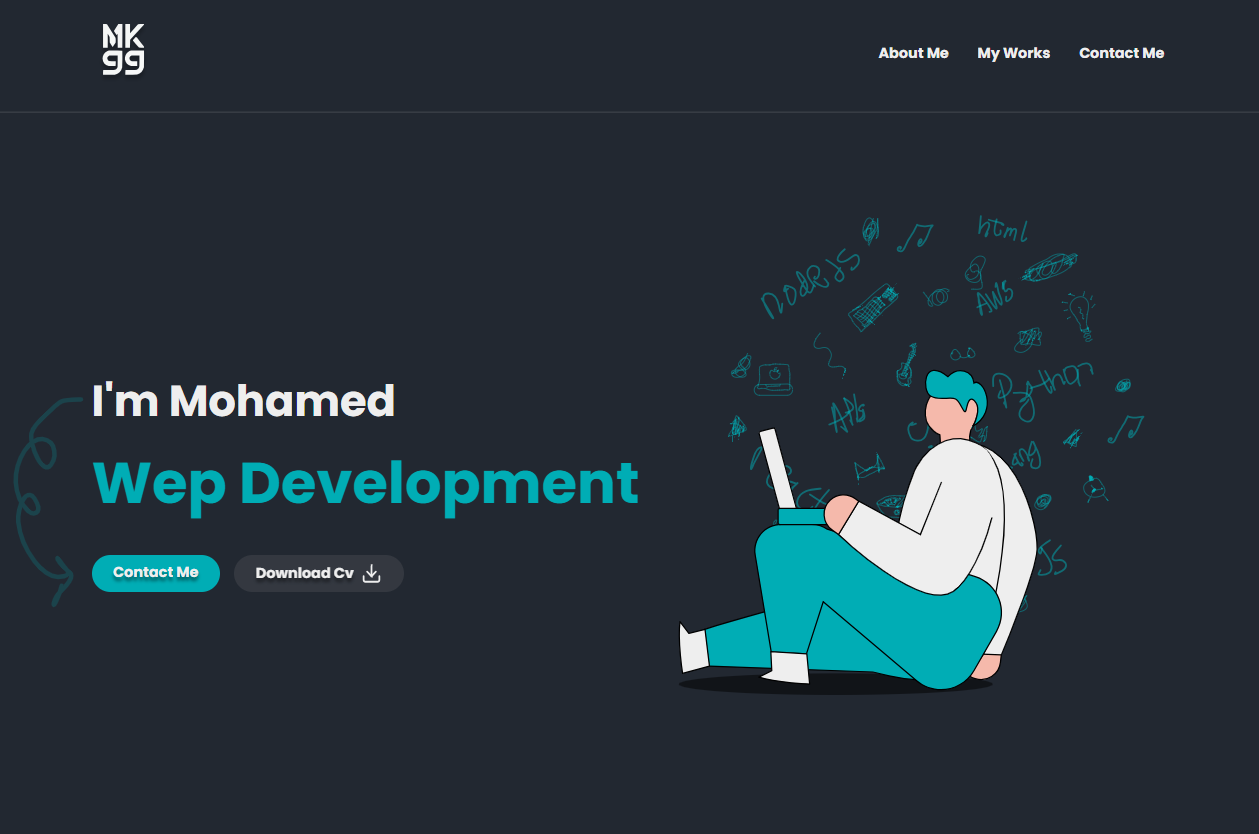 MK
gg
About Me My Works Contact Me
html
NodeJS
AWS
Python
APIs
I'm Mohamed
Wep Development
JS
Contact Me Download Cv